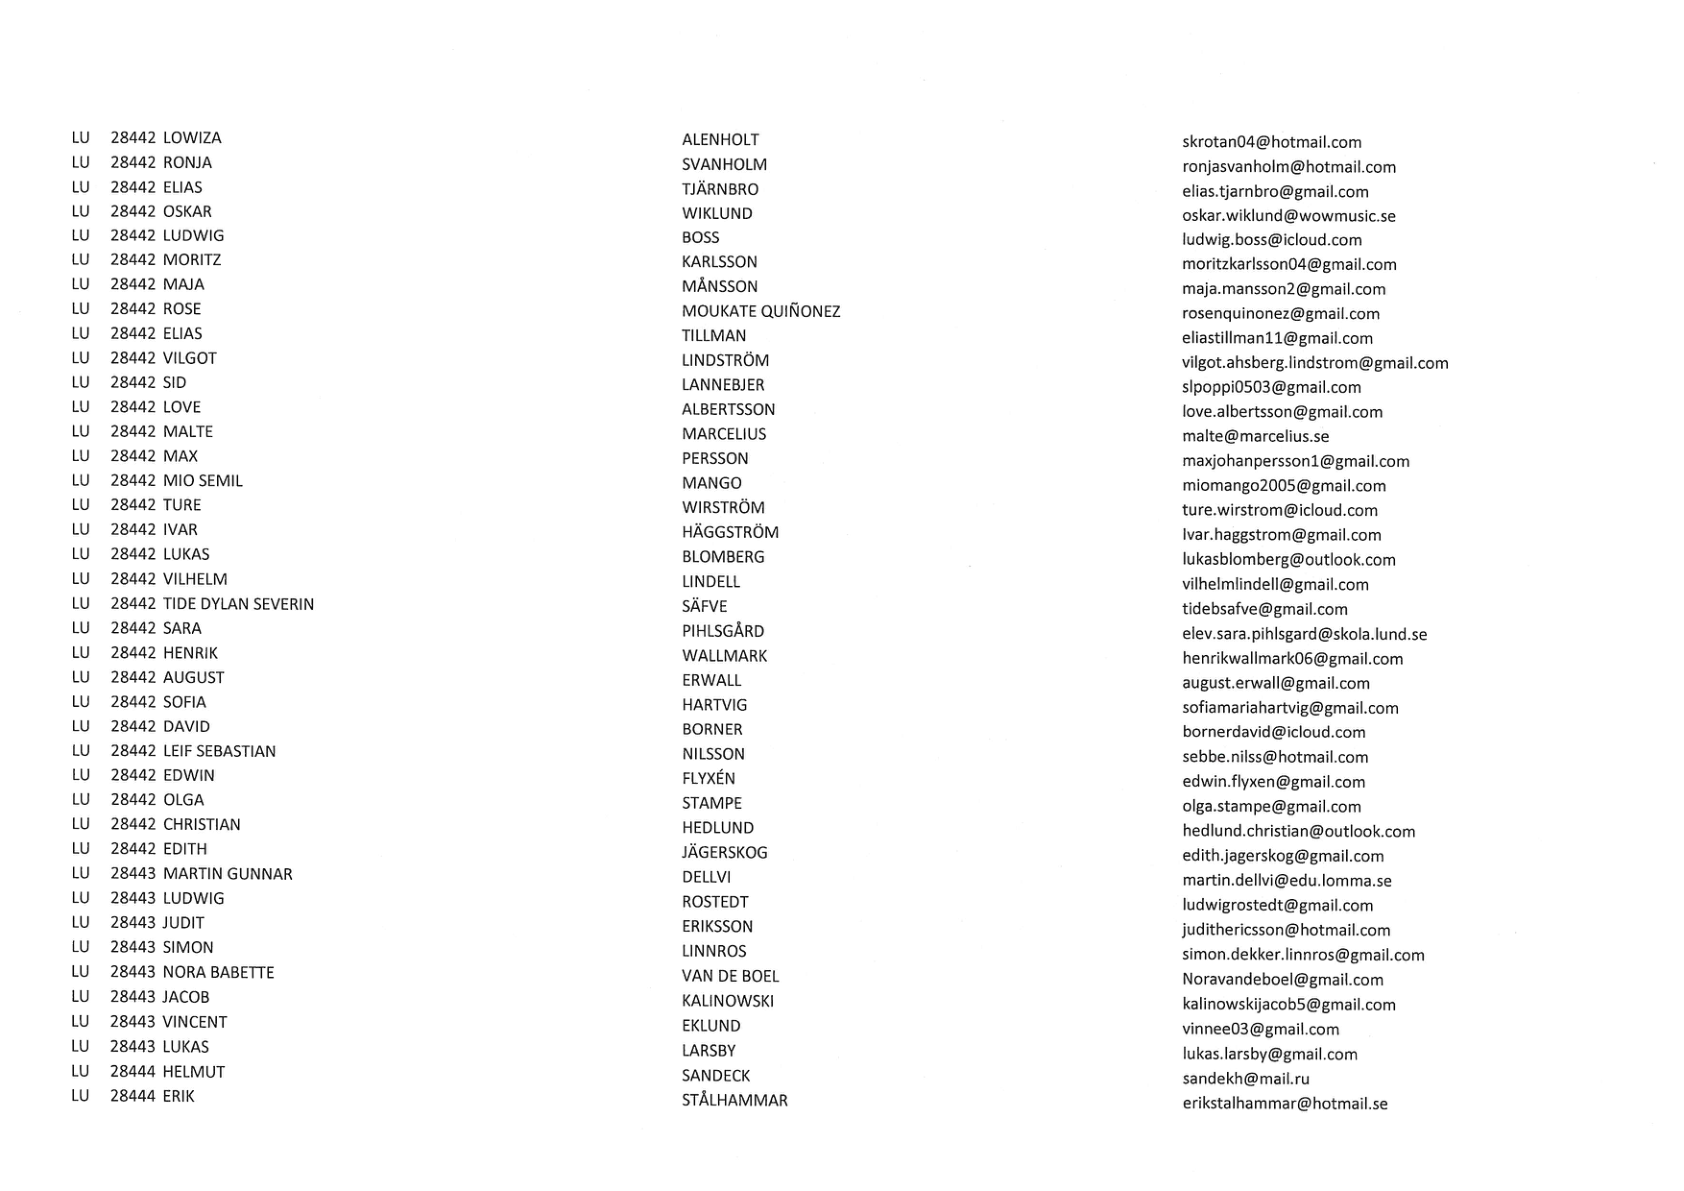 LU 28442 LOWIZA ALENHOLT skrotan04@hotmail.com
LU 28442 RONJA SVANHOLM ronjasvanholm@hotmail.com
LU 28442 ELIAS TJÄRNBRO elias.tjarnbro@gmail.com
LU 28442 OSKAR WIKLUND oskar.wiklund@wowmusic.se
LU 28442 LUDWIG BOSS ludwig.boss@icloud.com
LU 28442 MORITZ KARLSSON moritzkarlsson04@gmail.com
LU 28442 MAJA MÅNSSON maja.mansson2@gmail.com
LU 28442 ROSE MOUKATE QUIÑONEZ rosenquinonez@gmail.com
LU 28442 ELIAS TILLMAN eliastillman11@gmail.com
LU 28442 VILGOT LINDSTRÖM vilgot.ahsberg.lindstrom@gmail.com
LU 28442 SID LANNEBJER slpoppi0503@gmail.com
LU 28442 LOVE ALBERTSSON love.albertsson@gmail.com
LU 28442 MALTE MARCELIUS malte@marcelius.se
LU 28442 MAX PERSSON maxjohanpersson1@gmail.com
LU 28442 MIO SEMIL MANGO miomango2005@gmail.com
LU 28442 TURE WIRSTRÖM ture.wirstrom@icloud.com
LU 28442 IVAR HÄGGSTRÖM Ivar.haggstrom@gmail.com
LU 28442 LUKAS BLOMBERG lukasblomberg@outlook.com
LU 28442 VILHELM LINDELL vilhelmlindell@gmail.com
LU 28442 TIDE DYLAN SEVERIN SÄFVE tidebsafve@gmail.com
LU 28442 SARA PIHLSGÅRD elev.sara.pihlsgard@skola.lund.se
LU 28442 HENRIK WALLMARK henrikwallmark06@gmail.com
LU 28442 AUGUST ERWALL august.erwall@gmail.com
LU 28442 SOFIA HARTVIG sofiamariahartvig@gmail.com
LU 28442 DAVID BORNER bornerdavid@icloud.com
LU 28442 LEIF SEBASTIAN NILSSON sebbe.nilss@hotmail.com
LU 28442 EDWIN FLYXÉN edwin.flyxen@gmail.com
LU 28442 OLGA STAMPE olga.stampe@gmail.com
LU 28442 CHRISTIAN HEDLUND hedlund.christian@outlook.com
LU 28442 EDITH JÄGERSKOG edith.jagerskog@gmail.com
LU 28443 MARTIN GUNNAR DELLVI martin.dellvi@edu.lomma.se
LU 28443 LUDWIG ROSTEDT ludwigrostedt@gmail.com
LU 28443 JUDIT ERIKSSON judithericsson@hotmail.com
LU 28443 SIMON LINNROS simon.dekker.linnros@gmail.com
LU 28443 NORA BABETTE VAN DE BOEL Noravandeboel@gmail.com
LU 28443 JACOB KALINOWSKI kalinowskijacob5@gmail.com
LU 28443 VINCENT EKLUND vinnee03@gmail.com
LU 28443 LUKAS LARSBY lukas.larsby@gmail.com
LU 28444 HELMUT SANDECK sandekh@mail.ru
LU 28444 ERIK STÅLHAMMAR erikstalhammar@hotmail.se